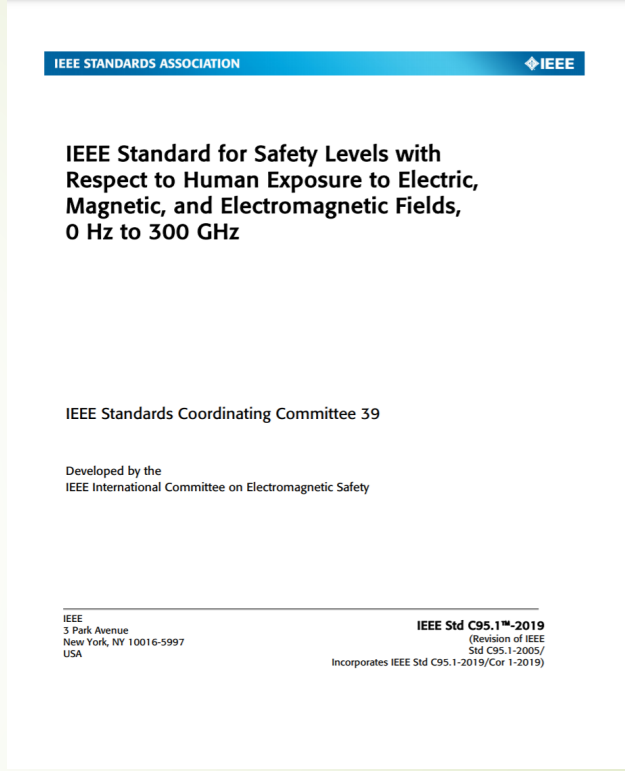 IEEE STANDARDS ASSOCIATION
IEEE
IEEE Standard for Safety Levels with
Respect to Human Exposure to Electric,
Magnetic, and Electromagnetic Fields,
0 Hz to 300 GHz
IEEE Standards Coordinating Committee 39
Developed by the
IEEE International Committee on Electromagnetic Safety
IEEE
3 Park Avenue
New York, NY 10016-5997
USA
IEEE Std C95.1™-2019
(Revision of IEEE
Std C95.1-2005/
Incorporates IEEE Std C95.1-2019/Cor 1-2019)